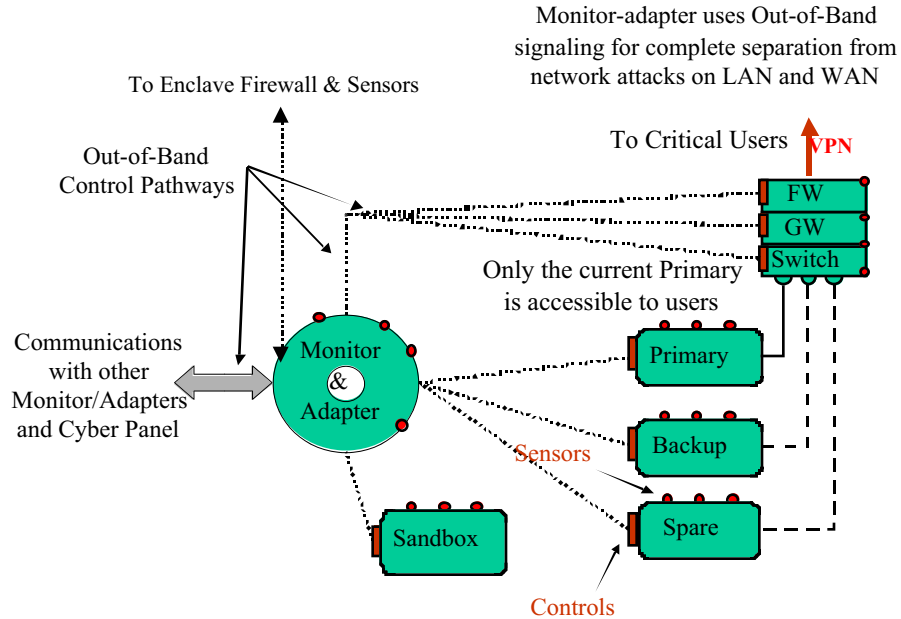 Monitor-adapter uses Out-of-Band
signaling for complete separation from
network attacks on LAN and WAN
To Enclave Firewall & Sensors
To Critical Users
VPN
Out-of-Band
Control Pathways
FW
GW
Switch
Only the current Primary
is accessible to users
Communications
with other
Monitor/Adapters
and Cyber Panel
Monitor
&
Adapter
Primary
Backup
Sensors
Spare
Sandbox
Controls